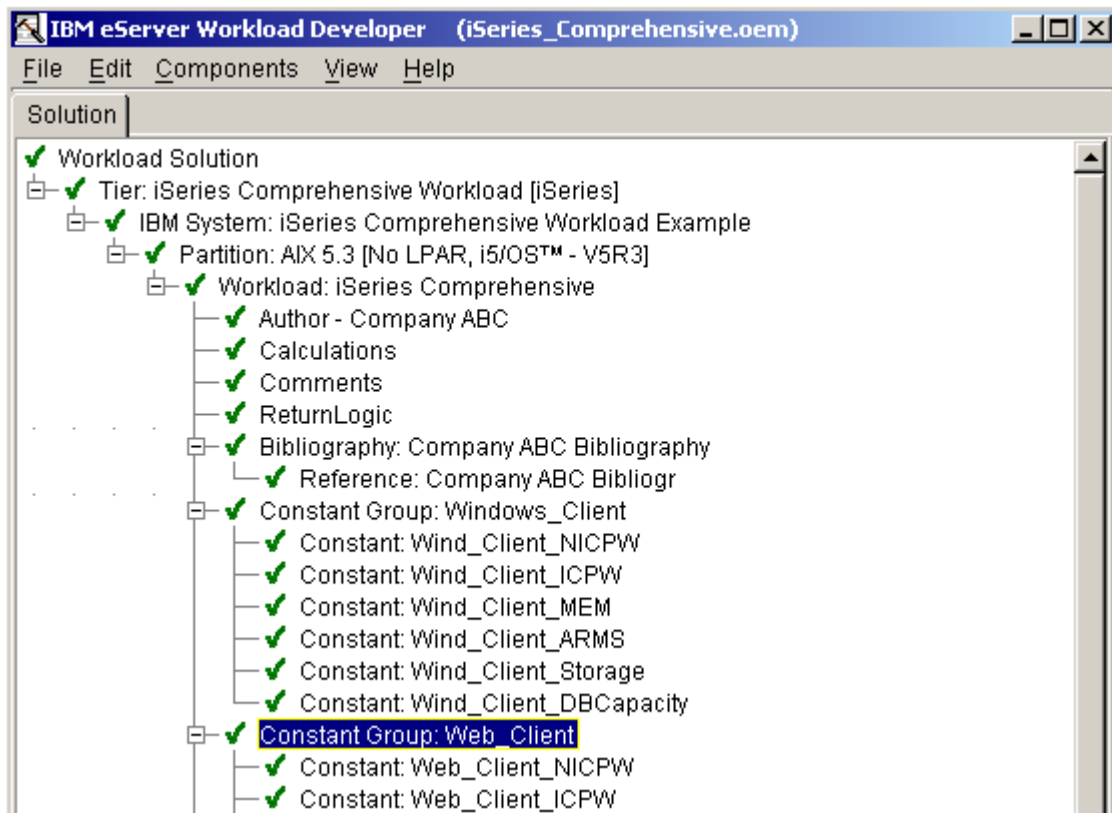 IBM eServer Workload Developer (iSeries_Comprehensive.oem)
File Edit Components View Help
Solution
Workload Solution
Tier: iSeries Comprehensive Workload [iSeries]
IBM System: iSeries Comprehensive Workload Example
Partition: AIX 5.3 [No LPAR, i5/OS™ - V5R3]
Workload: iSeries Comprehensive
Author - Company ABC
Calculations
Comments
ReturnLogic
Bibliography: Company ABC Bibliography
Reference: Company ABC Bibliogr
Constant Group: Windows_Client
Constant: Wind_Client_NICPW
Constant: Wind_Client_ICPW
Constant: Wind_Client_MEM
Constant: Wind_Client_ARMS
Constant: Wind_Client_Storage
Constant: Wind_Client_DBCapacity
Constant Group: Web_Client
Constant: Web_Client_NICPW
Constant: Web_Client_ICPW